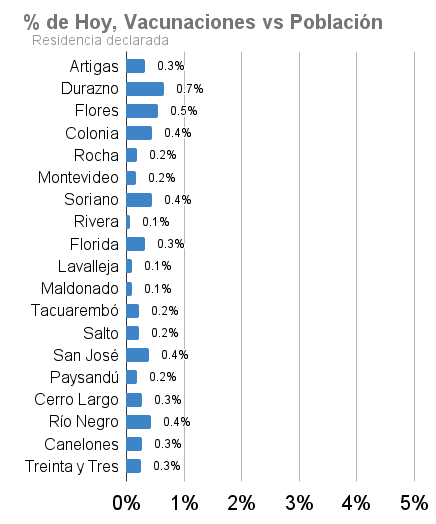 % de Hoy, Vacunaciones vs Población
Residencia declarada
Artigas 0.3%
Durazno 0.7%
Flores 0.5%
Colonia 0.4%
Rocha 0.2%
Montevideo 0.2%
Soriano 0.4%
Rivera 0.1%
Florida 0.3%
Lavalleja 0.1%
Maldonado 0.1%
Tacuarembó 0.2%
Salto 0.2%
San José 0.4%
Paysandú 0.2%
Cerro Largo 0.3%
Río Negro 0.4%
Canelones 0.3%
Treinta y Tres 0.3%
0% 1% 2% 3% 4% 5%